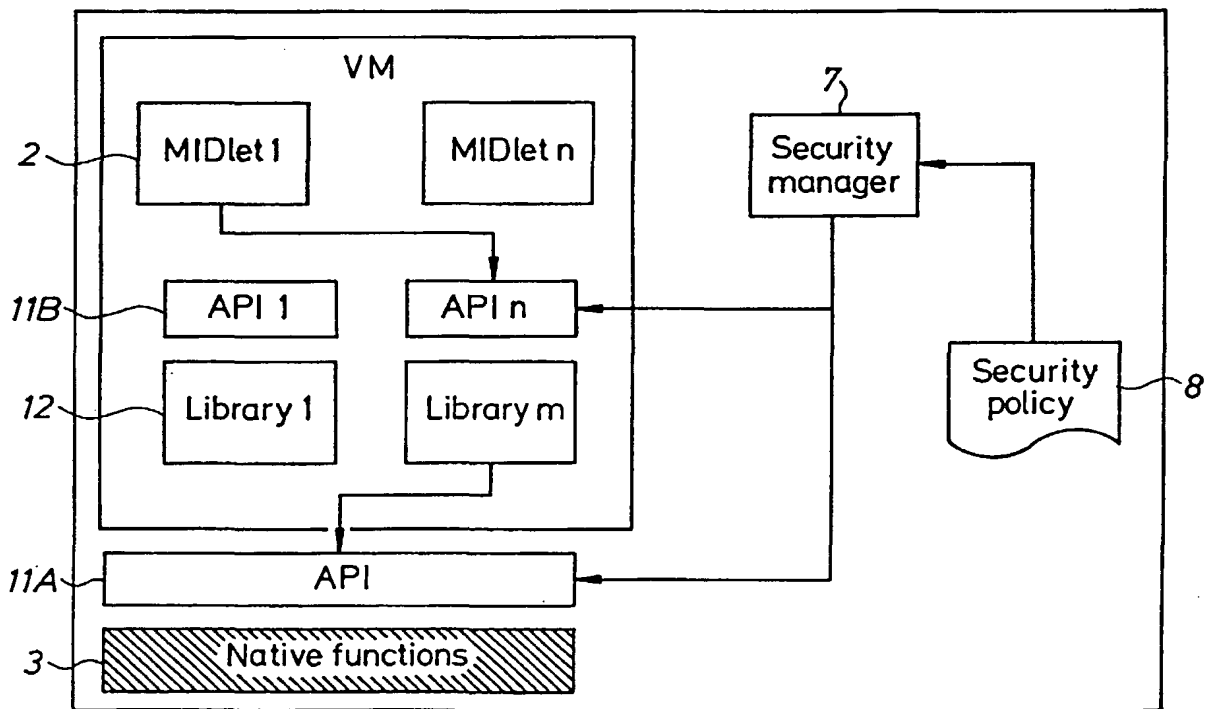 VM
7
2
MIDlet 1
MIDlet n
Security
manager
11B
API 1
API n
12
Library 1
Library m
Security
policy
8
11A
API
3
Native functions